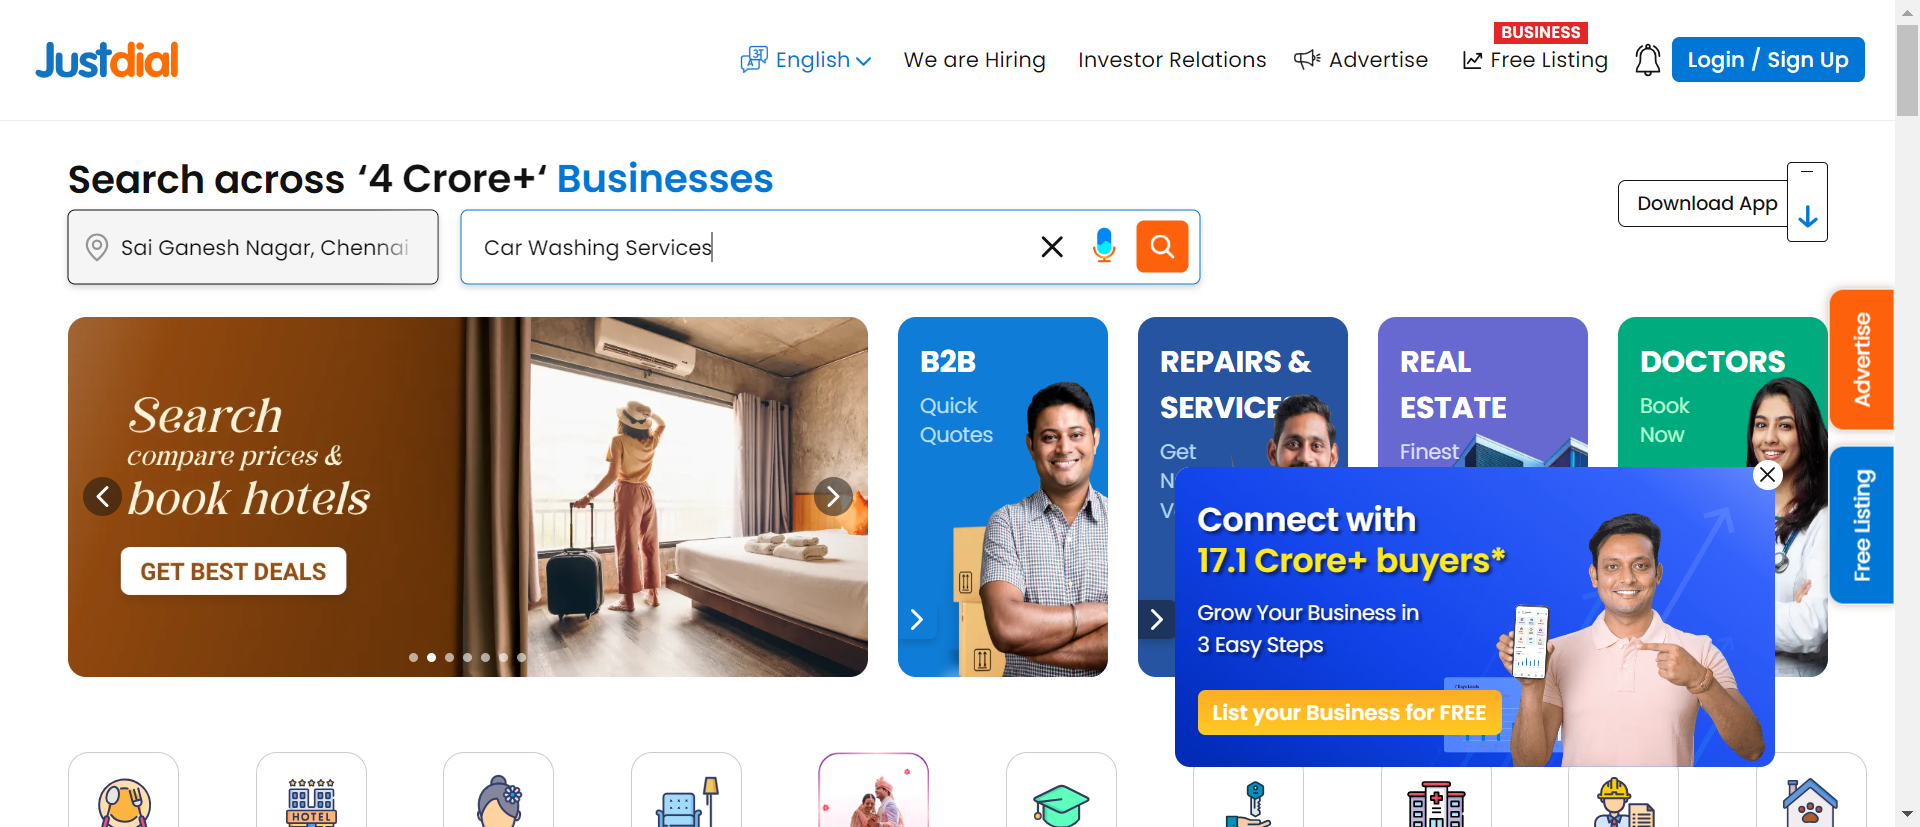 Justdial
English
We are Hiring
Investor Relations
Advertise
BUSINESS
Free Listing
Login / Sign Up
Search across ‘4 Crore+‘ Businesses
Download App
Sai Ganesh Nagar, Chennai
Car Washing Services
Search
compare prices &
book hotels
GET BEST DEALS
B2B
Quick
Quotes
REPAIRS &
SERVICE
Get
N
V
REAL
ESTATE
Finest
DOCTORS
Book
Now
Advertise
Free Listing
Connect with
17.1 Crore+ buyers*
Grow Your Business in
3 Easy Steps
List your Business for FREE
HOTEL